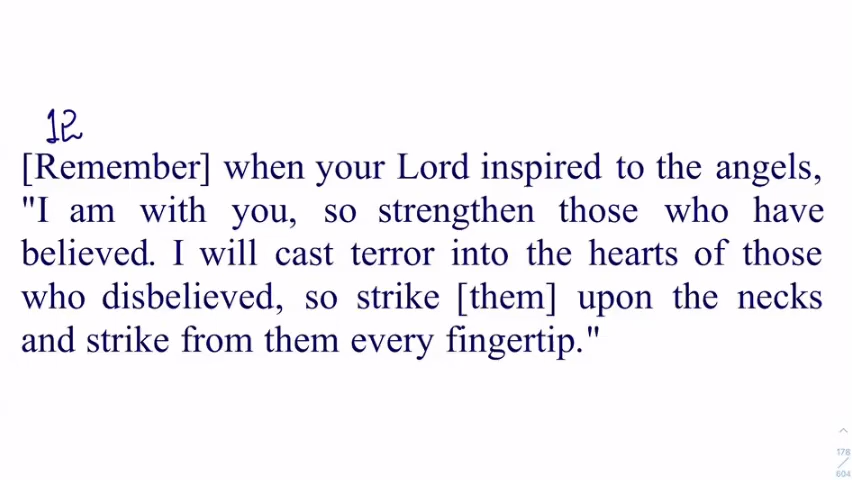 12
[Remember] when your Lord inspired to the angels,
"I am with you, so strengthen those who have
believed. I will cast terror into the hearts of those
who disbelieved, so strike [them] upon the necks
and strike from them every fingertip."
178
/
604